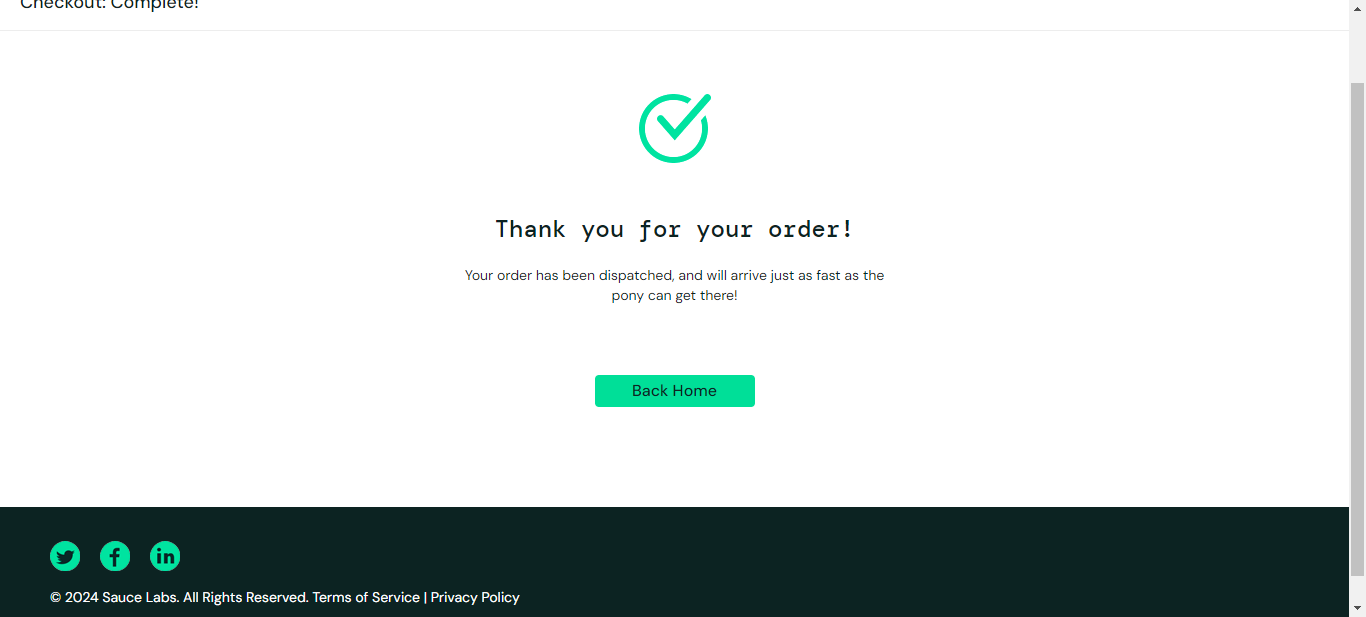 Checkout: Complete!
Thank you for your order!
Your order has been dispatched, and will arrive just as fast as the
pony can get there!
Back Home
© 2024 Sauce Labs. All Rights Reserved. Terms of Service | Privacy Policy